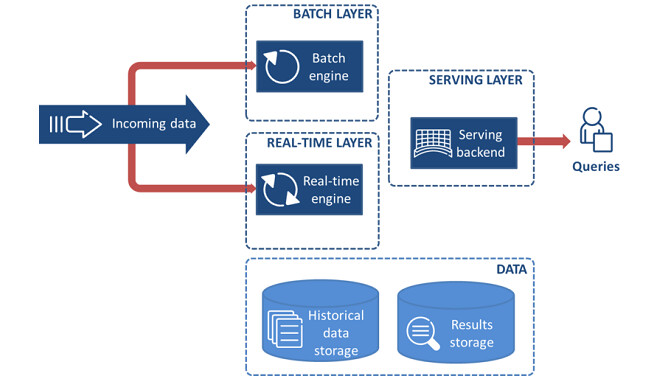 BATCH LAYER
Batch
engine
Incoming data
REAL-TIME LAYER
Real-time
engine
SERVING LAYER
Serving
backend
Queries
DATA
Historical
data
storage
Results
storage